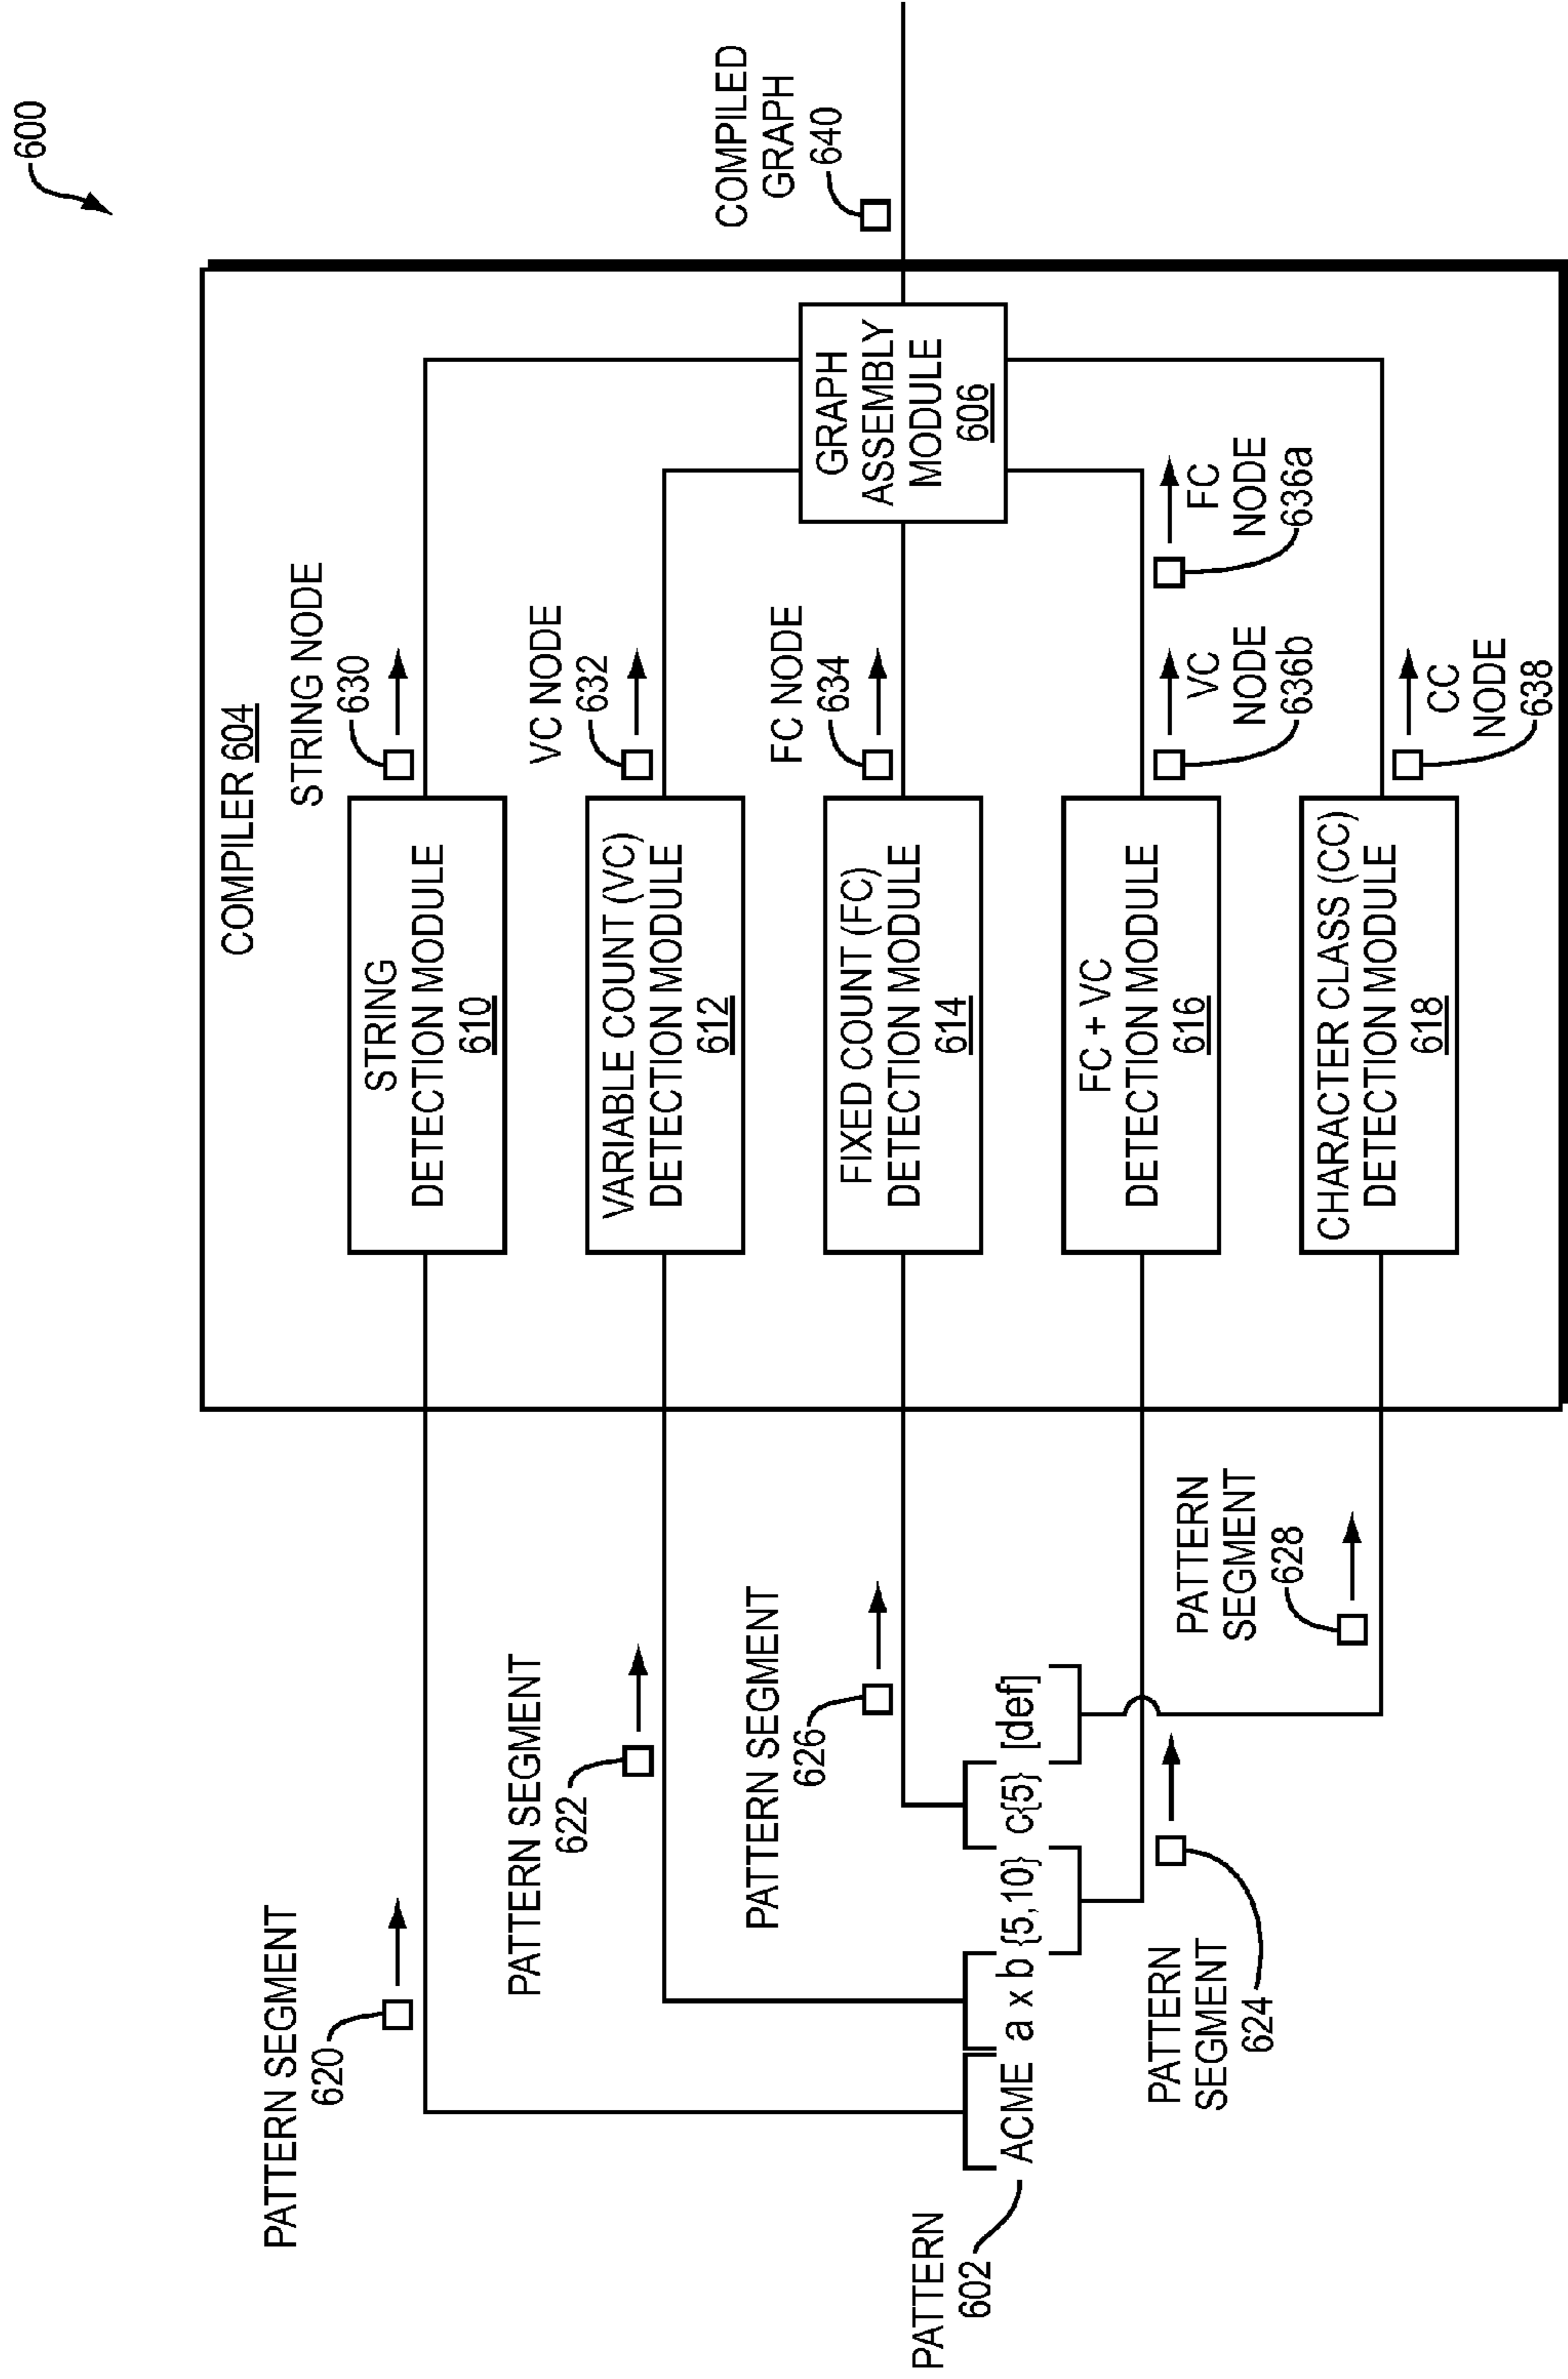 600
COMPILER 604
PATTERN SEGMENT
620
STRING
DETECTION MODULE
610
STRING NODE
630
PATTERN SEGMENT
622
VARIABLE COUNT (VC)
DETECTION MODULE
612
VC NODE
632
COMPILED
GRAPH
640
PATTERN SEGMENT
626
FIXED COUNT (FC)
DETECTION MODULE
614
FC NODE
634
GRAPH
ASSEMBLY
MODULE
606
PATTERN
602
ACME a x b {5,10} c{5} [def]
PATTERN
SEGMENT
624
FC + VC
DETECTION MODULE
616
VC
NODE
636b
FC
NODE
636a
PATTERN
SEGMENT
628
CHARACTER CLASS (CC)
DETECTION MODULE
618
CC
NODE
638